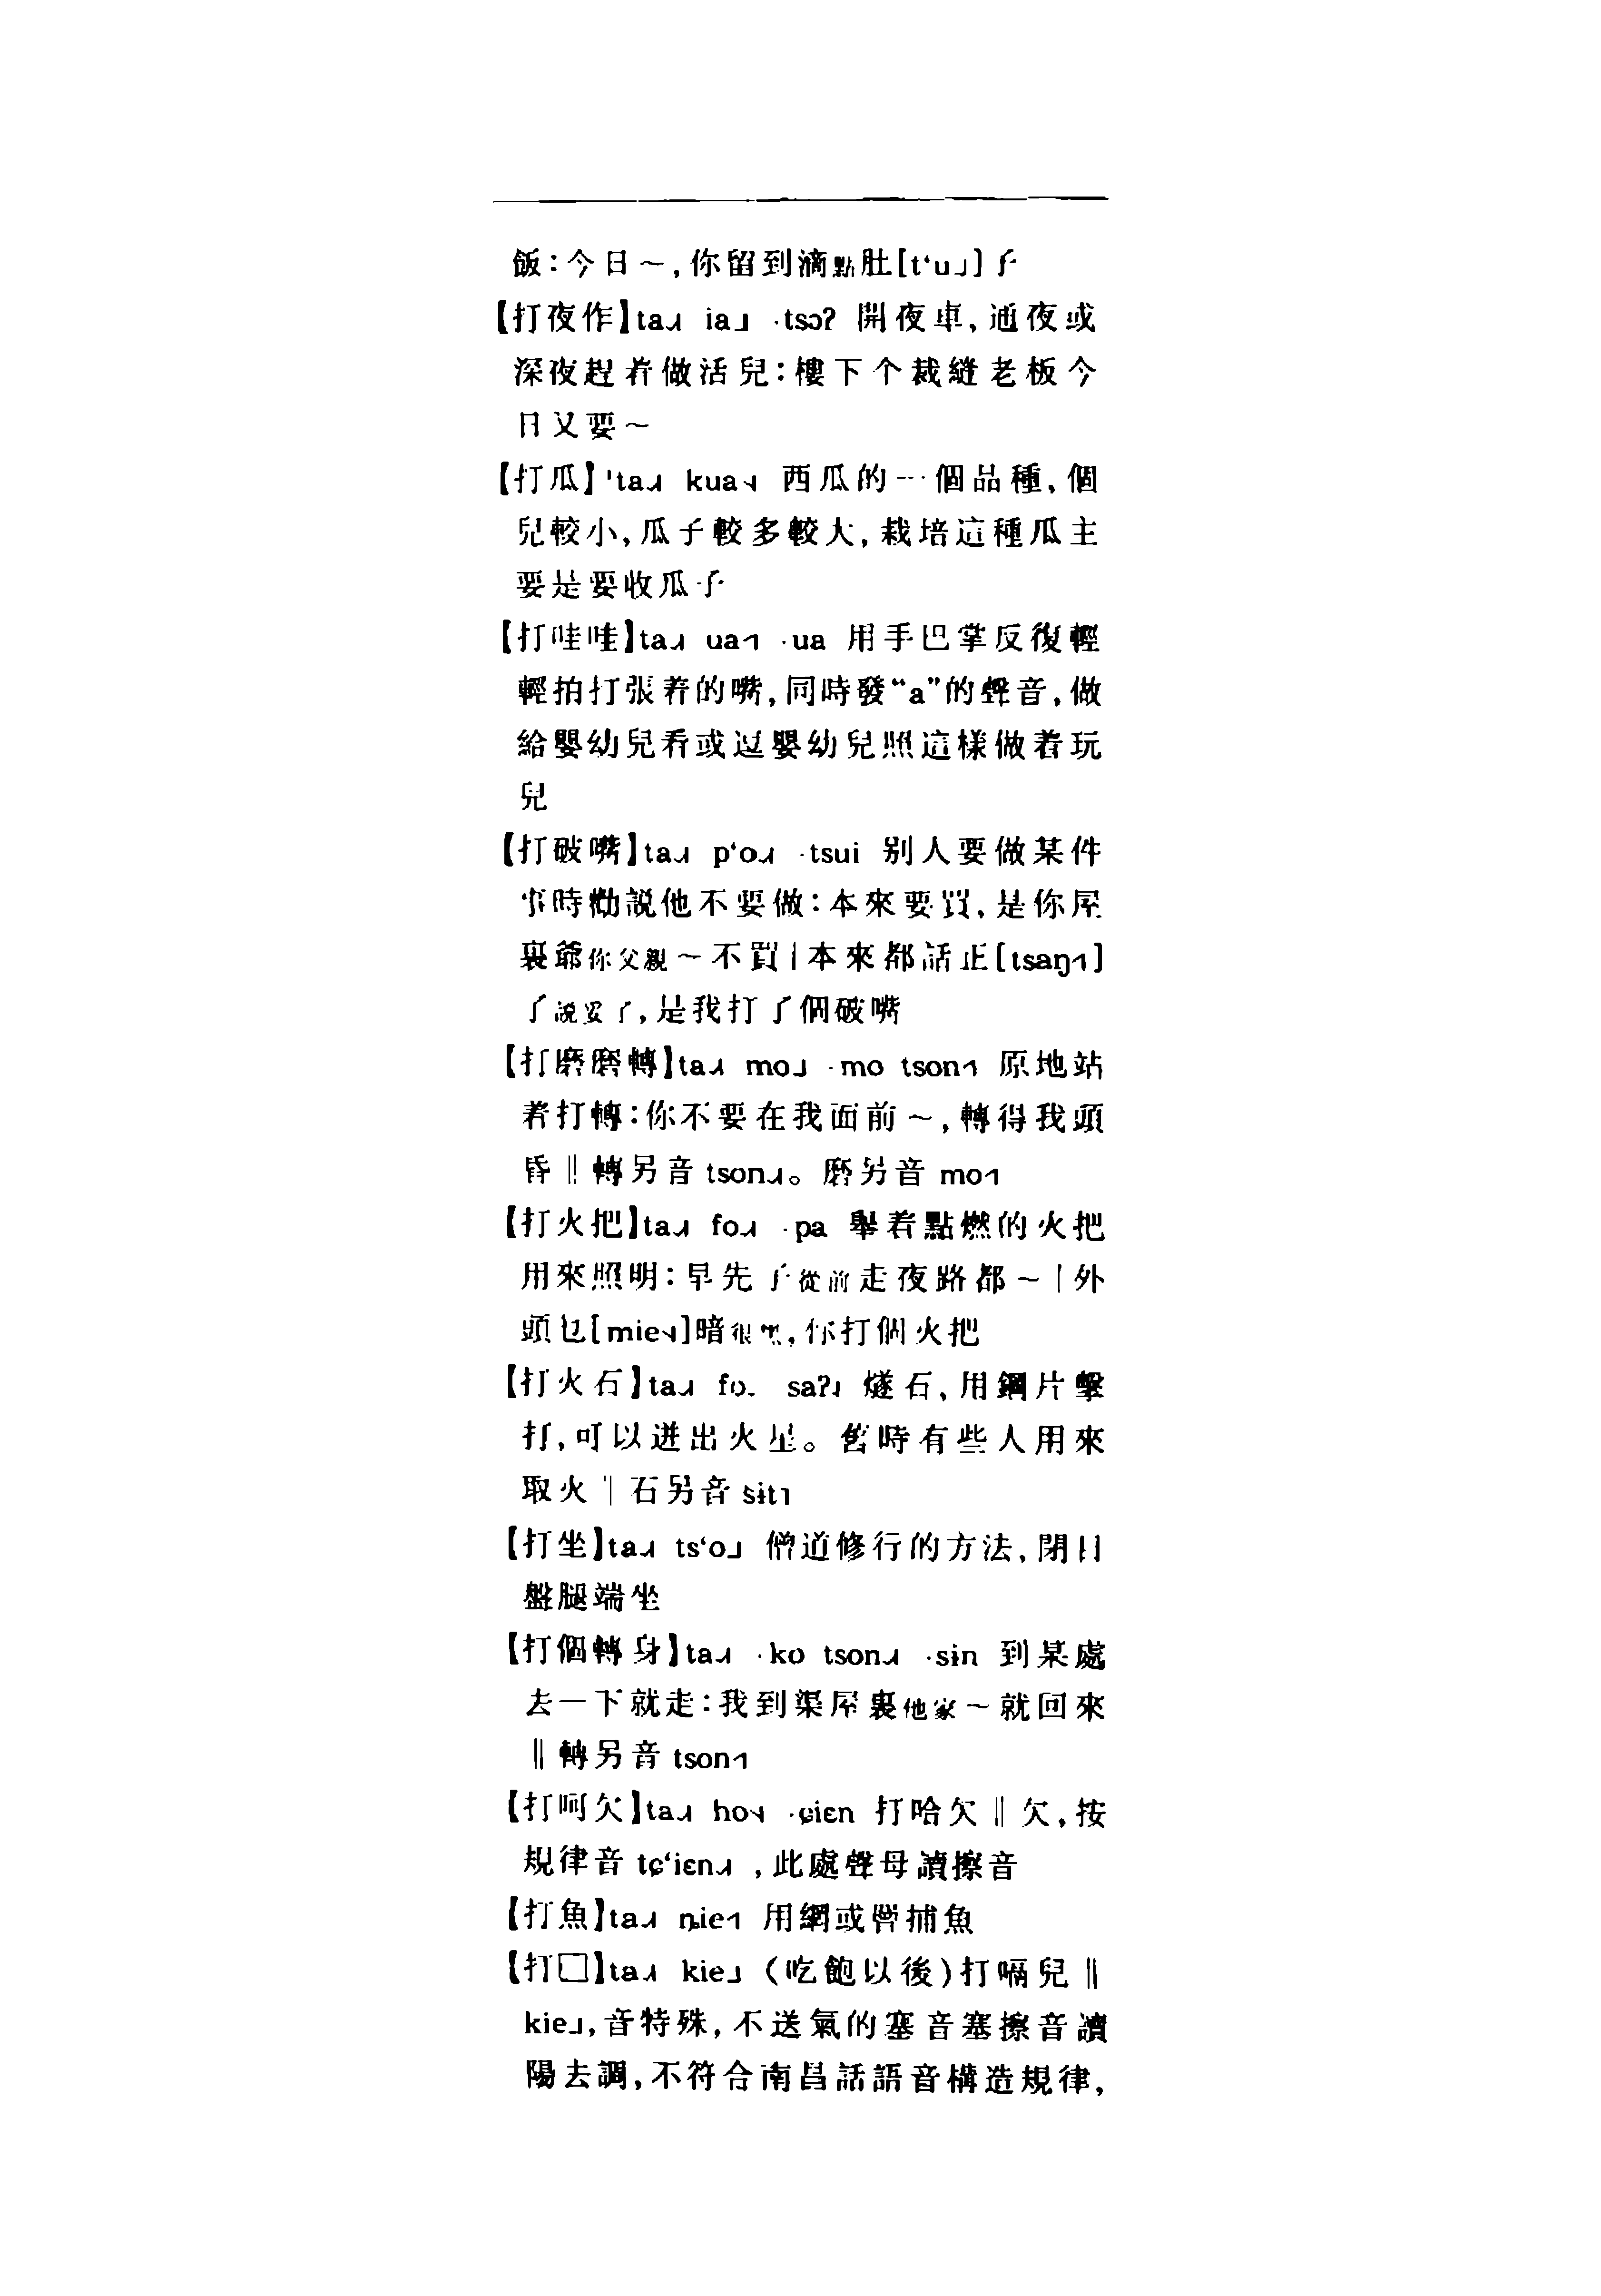 飯:今日～,你留到滴點肚[t‘u˩]子
【打夜作】ta˨˩˧ ia˩ ·tsɔʔ 開夜車,通夜或
深夜趕着做活兒:樓下个裁縫老板今
日又要～
【打瓜】ta˨˩˧ kua˦˨ 西瓜的一個品種,個
兒較小,瓜子較多較大,栽培這種瓜主
要是要收瓜子
【打哇哇】ta˨˩˧ ua˧˥ ·ua 用手巴掌反復輕
輕拍打張着的嘴,同時發“a”的聲音,做
給嬰幼兒看或逗嬰幼兒照這樣做着玩
兒
【打破嘴】ta˨˩˧ p‘o˨˩˧ ·tsui 别人要做某件
事時勸説他不要做:本來要買,是你屋
裏爺你父親～不買|本來都話正[tsaŋ˧˥]
了説妥了,是我打了個破嘴
【打磨磨轉】ta˨˩˧ mo˩ ·mo tson˧˥ 原地站
着打轉:你不要在我面前～,轉得我頭
昏‖轉另音 tson˨˩˧。磨另音 mo˧˥
【打火把】ta˨˩˧ fo˨˩˧ ·pa 舉着點燃的火把
用來照明:早先子從前走夜路都～|外
頭乜[mie˦˨]暗很黑,你打個火把
【打火石】ta˨˩˧ fo saʔ˨ 燧石,用鋼片擊
打,可以迸出火星。舊時有些人用來
取火‖石另音 sɨt˥
【打坐】ta˨˩˧ ts‘o˩ 僧道修行的方法,閉目
盤腿端坐
【打個轉身】ta˨˩˧ ·ko tson˨˩˧ ·sɨn 到某處
去一下就走:我到渠屋裏他家～就回來
‖轉另音 tson˧˥
【打呵欠】ta˨˩˧ ho˦˨ ·ɕiɛn 打哈欠‖欠,按
規律音 tɕ‘iɛn˨˩˧,此處聲母讀擦音
【打魚】ta˨˩˧ ȵie˧˥ 用網或罾捕魚
【打□】ta˨˩˧ kie˩ (吃飽以後)打嗝兒‖
kie˩,音特殊,不送氣的塞音塞擦音讀
陽去調,不符合南昌話語音構造規律,